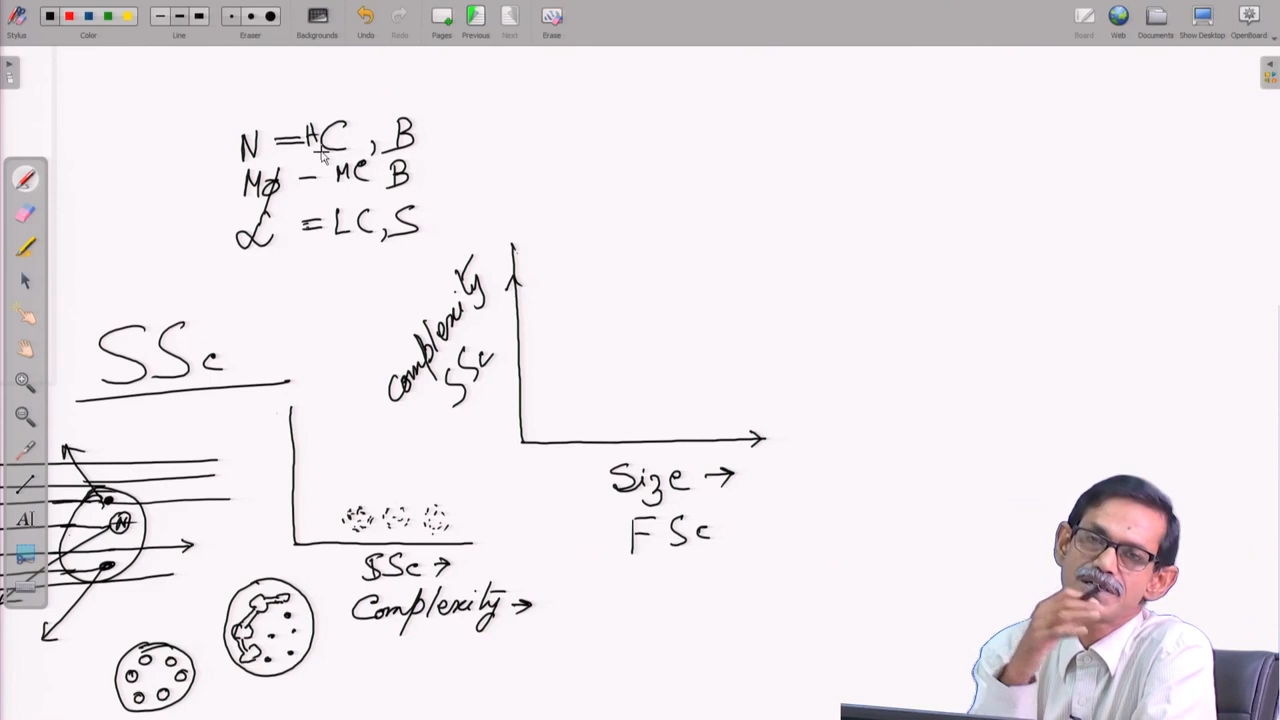 Stylus
Color
Line
Eraser
Backgrounds
Undo
Redo
Pages
Previous
Next
Erase
Board
Web
Documents
Show Desktop
OpenBoard
N = HC, B
Mφ - MC B
= LC, S
complexity
SSc
SSc
Size →
FSc
N
SSc →
Complexity →